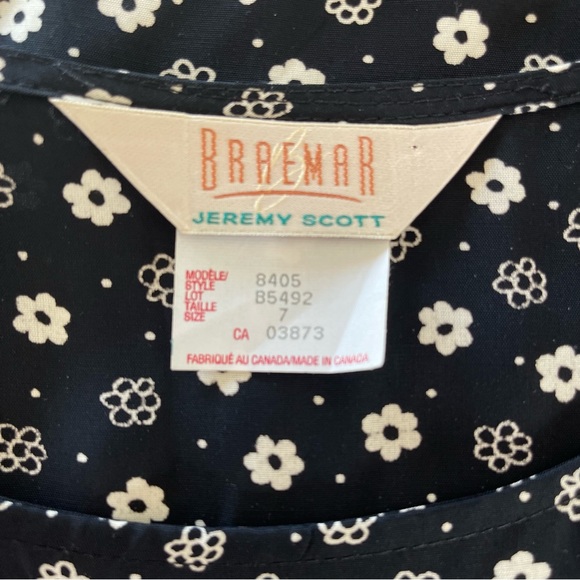 BRAEMAR
JEREMY SCOTT
MODÈLE/
STYLE 8405
LOT B5492
TAILLE
SIZE 7
CA 03873
FABRIQUÉ AU CANADA/MADE IN CANADA